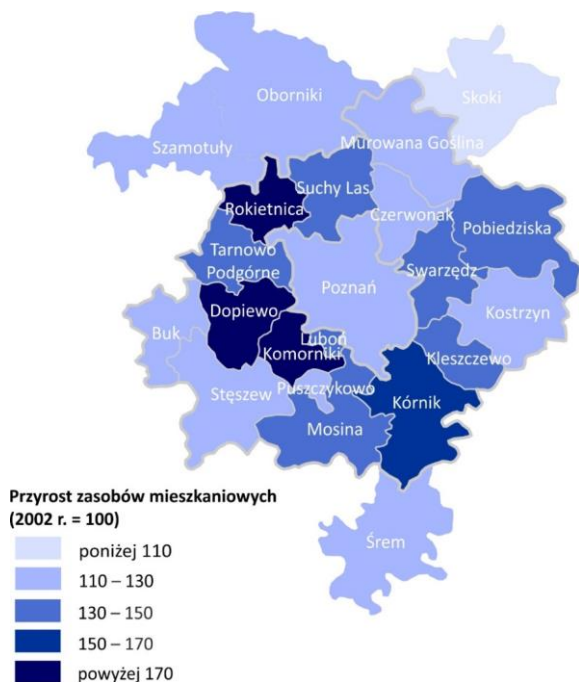 Oborniki
Skoki
Szamotuły
Murowana Goślina
Suchy Las
Rokietnica
Czerwonak
Pobiedziska
Tarnowo
Podgórne
Swarzędz
Poznań
Dopiewo
Kostrzyn
Buk
Luboń
Komorniki
Kleszczewo
Stęszew
Puszczykowo
Kórnik
Mosina
Śrem
Przyrost zasobów mieszkaniowych
(2002 r. = 100)
poniżej 110
110 – 130
130 – 150
150 – 170
powyżej 170